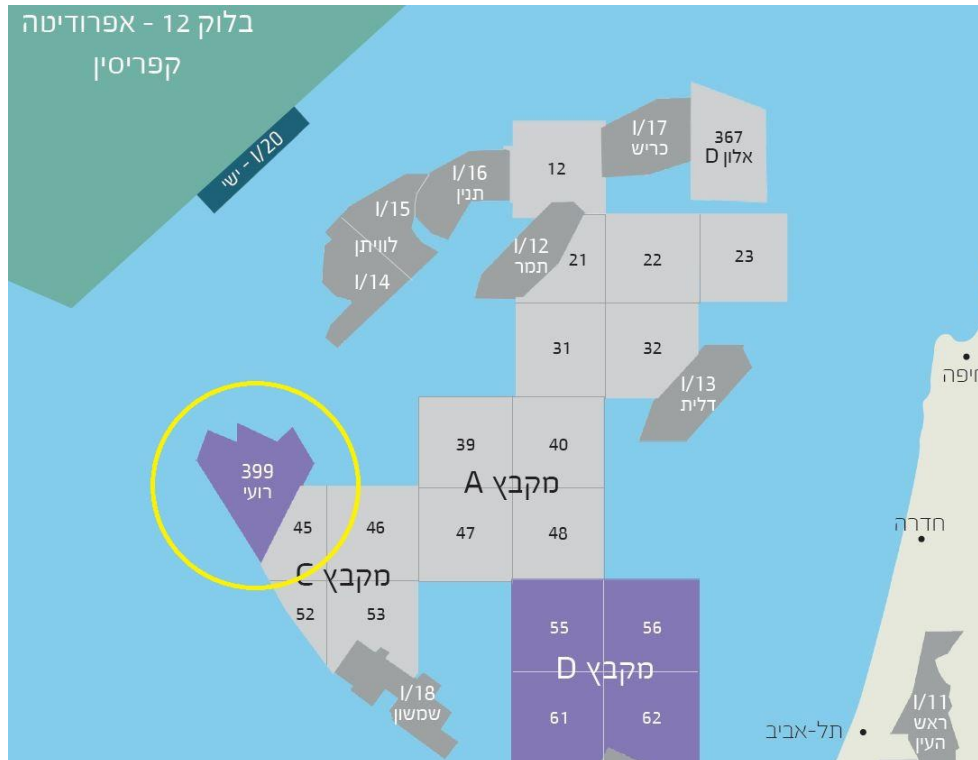 בלוק 12 - אפרודיטה
קפריסין
I/20 - ישי
I/17
כריש
367
אלון D
12
I/16
תנין
I/15
לוויתן
I/14
I/12
תמר
21
22
23
31
32
I/13
דלית
חיפה
399
רועי
39
40
מקבץ A
45
46
47
48
חדרה
מקבץ C
52
53
55
56
מקבץ D
I/18
שמשון
61
62
תל-אביב
I/11
ראש
העין